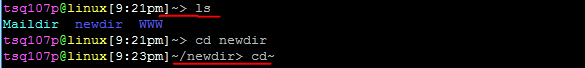 tsq107p@linux[9:21pm]~> ls
Maildir newdir WWW
tsq107p@linux[9:21pm]~> cd newdir
tsq107p@linux[9:23pm]~/newdir> cd~